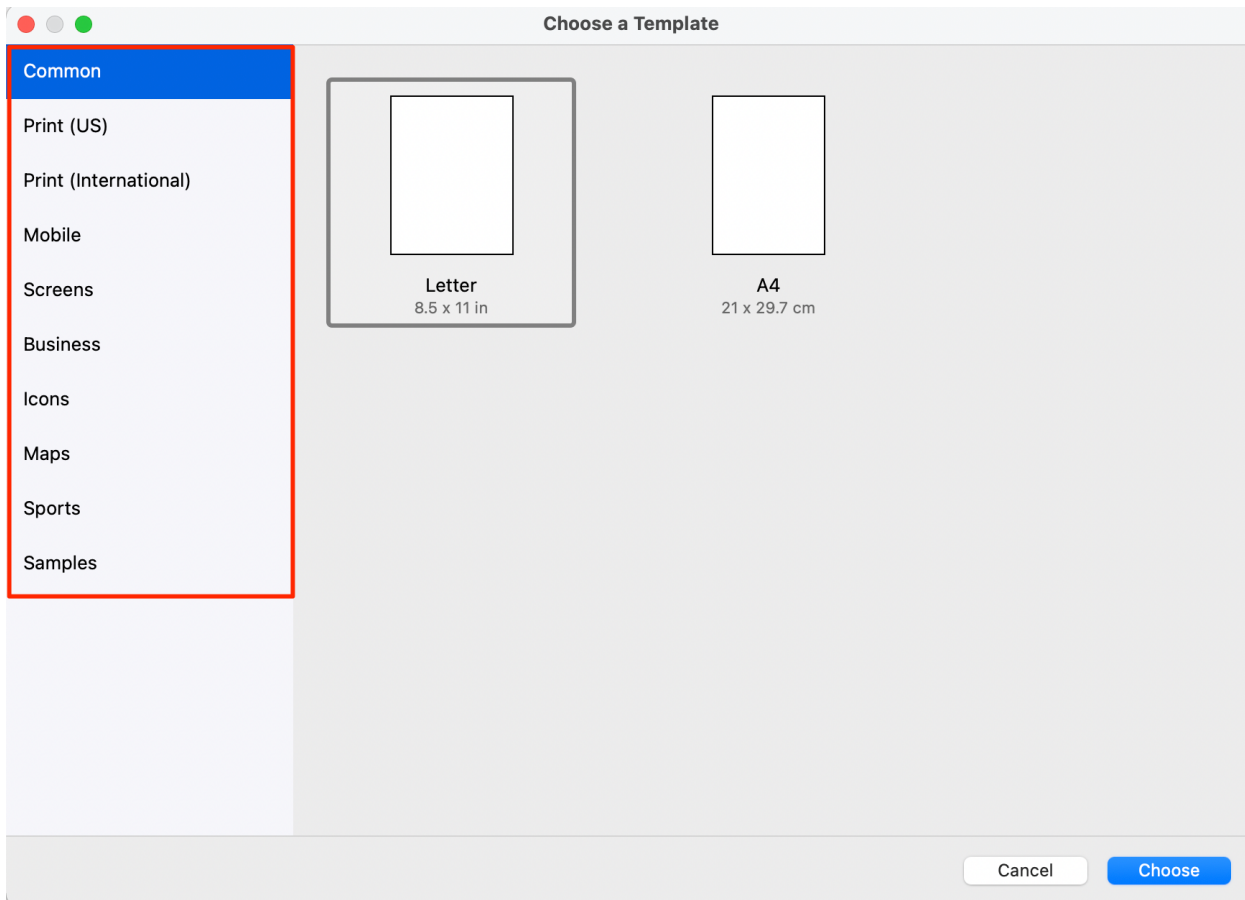 Choose a Template
Common
Print (US)
Print (International)
Mobile
Screens
Business
Icons
Maps
Sports
Samples
Letter
8.5 x 11 in
A4
21 x 29.7 cm
Cancel
Choose